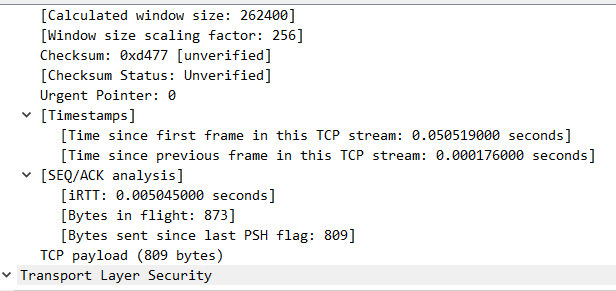 [Calculated window size: 262400]
[Window size scaling factor: 256]
Checksum: 0xd477 [unverified]
[Checksum Status: Unverified]
Urgent Pointer: 0
[Timestamps]
[Time since first frame in this TCP stream: 0.050519000 seconds]
[Time since previous frame in this TCP stream: 0.000176000 seconds]
[SEQ/ACK analysis]
[iRTT: 0.005045000 seconds]
[Bytes in flight: 873]
[Bytes sent since last PSH flag: 809]
TCP payload (809 bytes)
Transport Layer Security